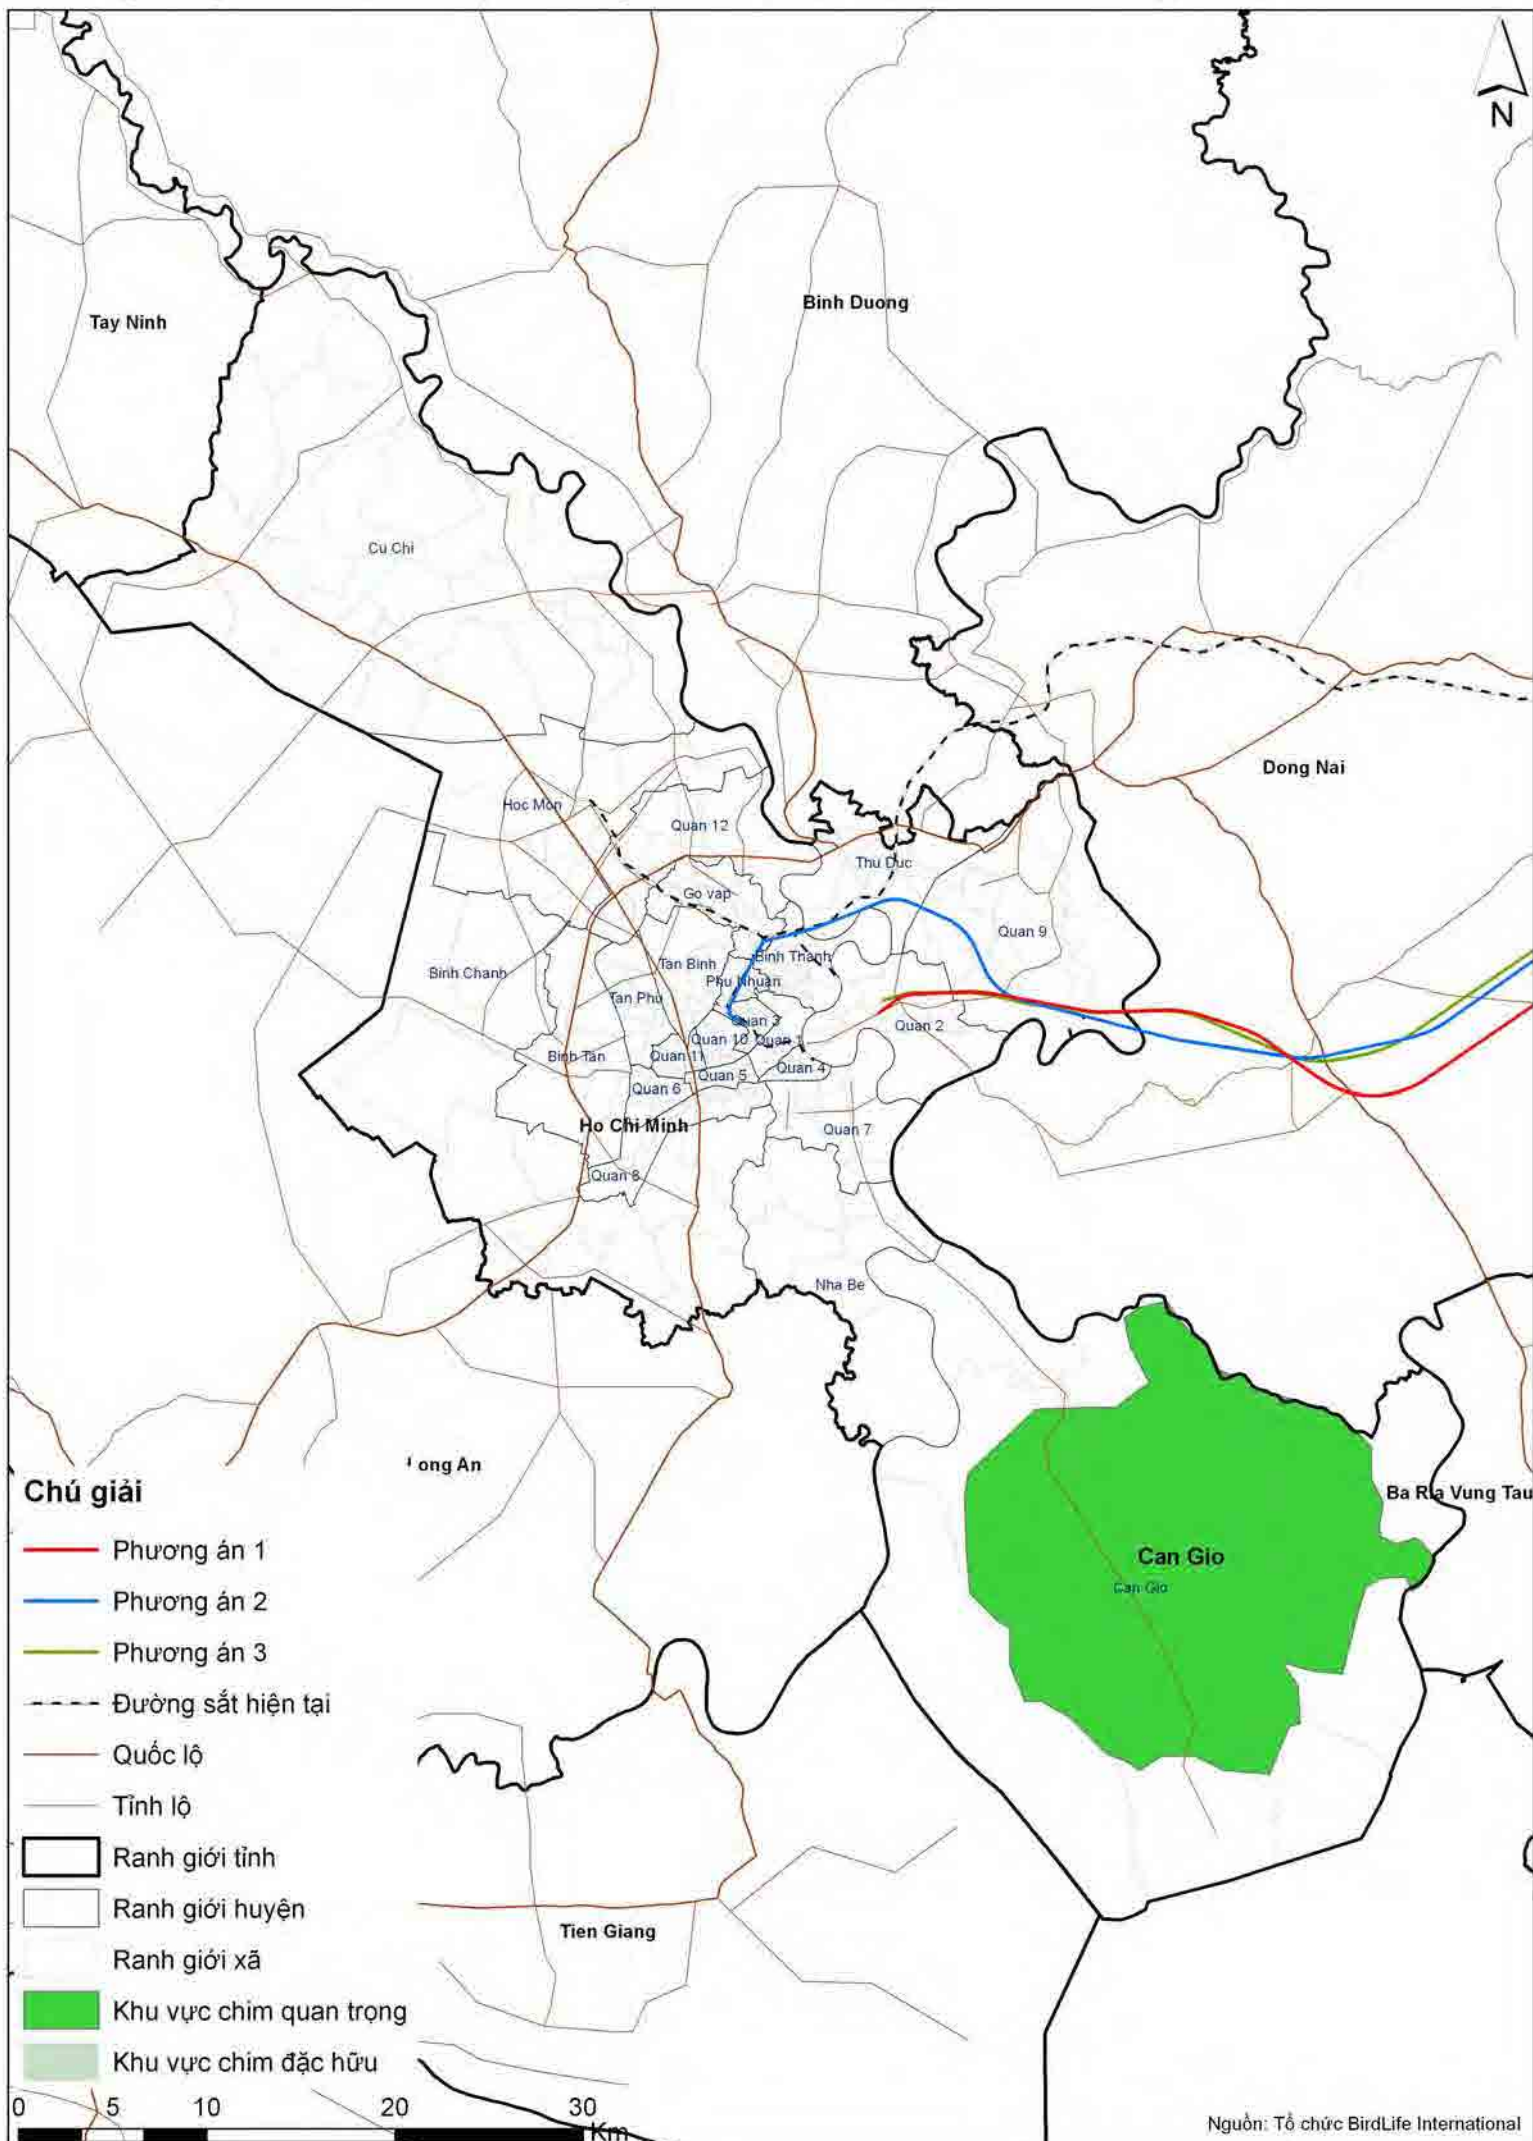 N
Tay Ninh
Binh Duong
Cu Chi
Dong Nai
Hoc Mon
Quan 12
Thu Duc
Go vap
Quan 9
Binh Thanh
Tan Binh
Binh Chanh
Phu Nhuan
Tan Phu
Quan 3
Quan 2
Quan 10
Quan 1
Binh Tan
Quan 11
Quan 4
Quan 5
Quan 6
Ho Chi Minh
Quan 7
Quan 8
Nha Be
ong An
Ba Ria Vung Tau
Can Gio
Can Gio
Tien Giang
Chú giải
Phương án 1
Phương án 2
Phương án 3
Đường sắt hiện tại
Quốc lộ
Tỉnh lộ
Ranh giới tỉnh
Ranh giới huyện
Ranh giới xã
Khu vực chim quan trọng
Khu vực chim đặc hữu
0 5 10 20 30
Km
Nguồn: Tổ chức BirdLife International